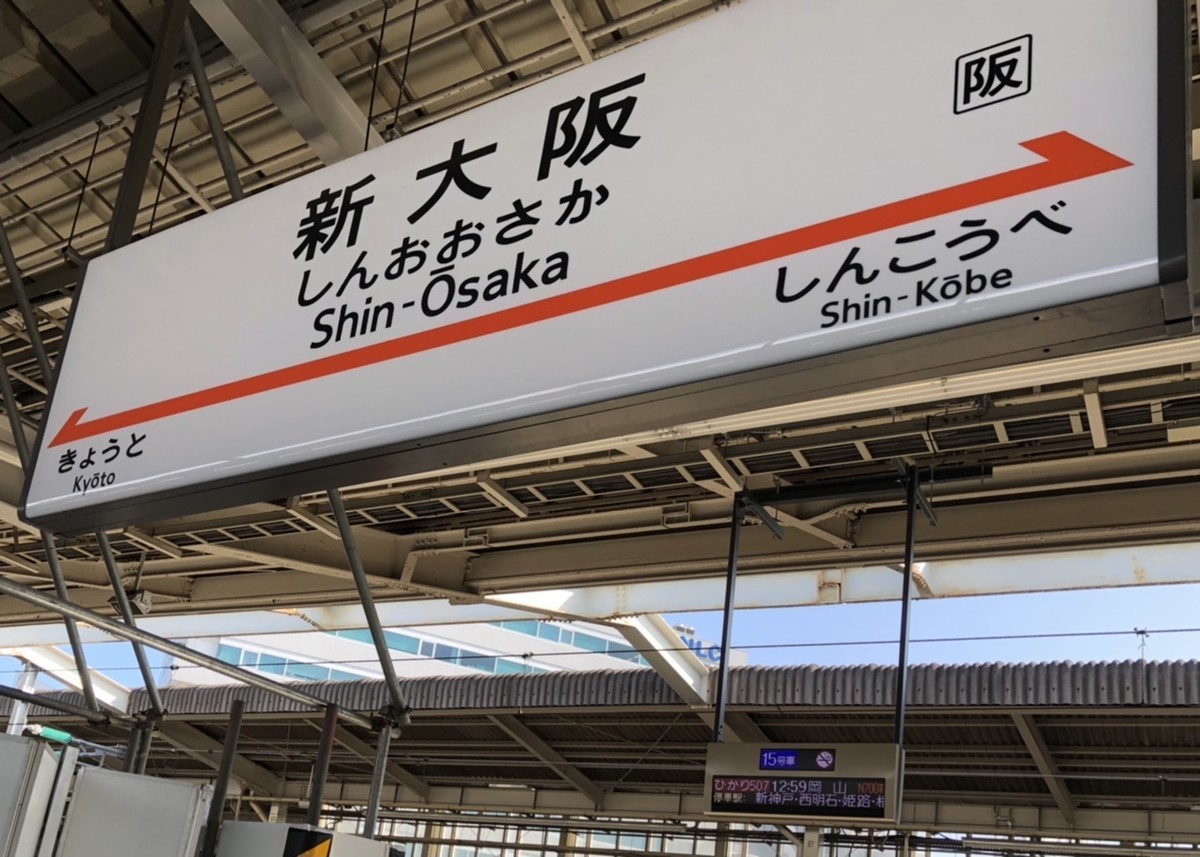 阪
新大阪
しんおおさか
Shin-Ōsaka
しんこうべ
Shin-Kōbe
きょうと
Kyōto
15号車
ひかり507 12:59 岡山 N700
停車駅: 新神戸・西明石・姫路・相